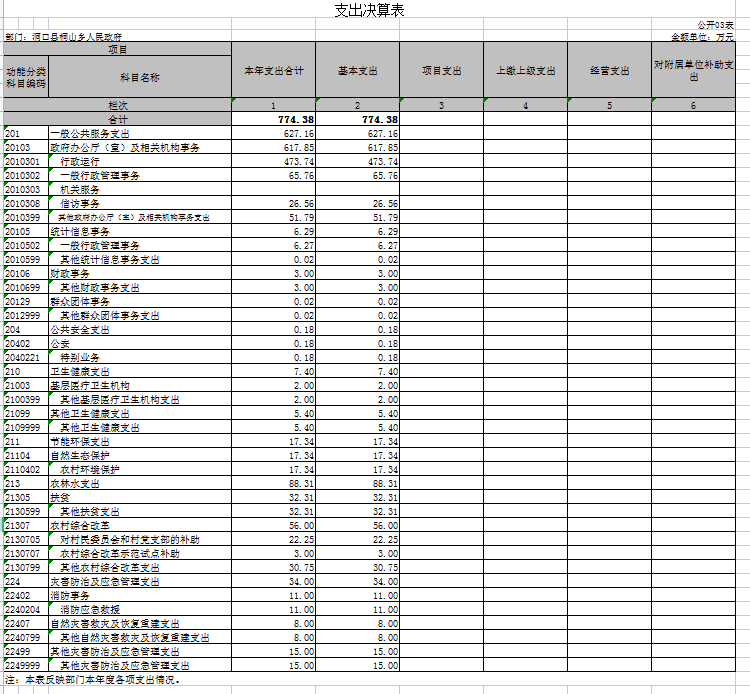 支出决算表
公开03表
部门：河口县桐山乡人民政府 金额单位：万元
项目 本年支出合计 基本支出 项目支出 上缴上级支出 经营支出 对附属单位补助支出
功能分类科目编码 科目名称
栏次 1 2 3 4 5 6
合计 774.38 774.38
201 一般公共服务支出 627.16 627.16
20103 政府办公厅（室）及相关机构事务 617.85 617.85
2010301 行政运行 473.74 473.74
2010302 一般行政管理事务 65.76 65.76
2010303 机关服务
2010308 信访事务 26.56 26.56
2010399 其他政府办公厅（室）及相关机构事务支出 51.79 51.79
20105 统计信息事务 6.29 6.29
2010502 一般行政管理事务 6.27 6.27
2010599 其他统计信息事务支出 0.02 0.02
20106 财政事务 3.00 3.00
2010699 其他财政事务支出 3.00 3.00
20129 群众团体事务 0.02 0.02
2012999 其他群众团体事务支出 0.02 0.02
204 公共安全支出 0.18 0.18
20402 公安 0.18 0.18
2040221 特别业务 0.18 0.18
210 卫生健康支出 7.40 7.40
21003 基层医疗卫生机构 2.00 2.00
2100399 其他基层医疗卫生机构支出 2.00 2.00
21099 其他卫生健康支出 5.40 5.40
2109999 其他卫生健康支出 5.40 5.40
211 节能环保支出 17.34 17.34
21104 自然生态保护 17.34 17.34
2110402 农村环境保护 17.34 17.34
213 农林水支出 88.31 88.31
21305 扶贫 32.31 32.31
2130599 其他扶贫支出 32.31 32.31
21307 农村综合改革 56.00 56.00
2130705 对村民委员会和村党支部的补助 22.25 22.25
2130707 农村综合改革示范试点补助 3.00 3.00
2130799 其他农村综合改革支出 30.75 30.75
224 灾害防治及应急管理支出 34.00 34.00
22402 消防事务 11.00 11.00
2240204 消防应急救援 11.00 11.00
22407 自然灾害救灾及恢复重建支出 8.00 8.00
2240799 其他自然灾害救灾及恢复重建支出 8.00 8.00
22499 其他灾害防治及应急管理支出 15.00 15.00
2249999 其他灾害防治及应急管理支出 15.00 15.00
注：本表反映部门本年度各项支出情况。